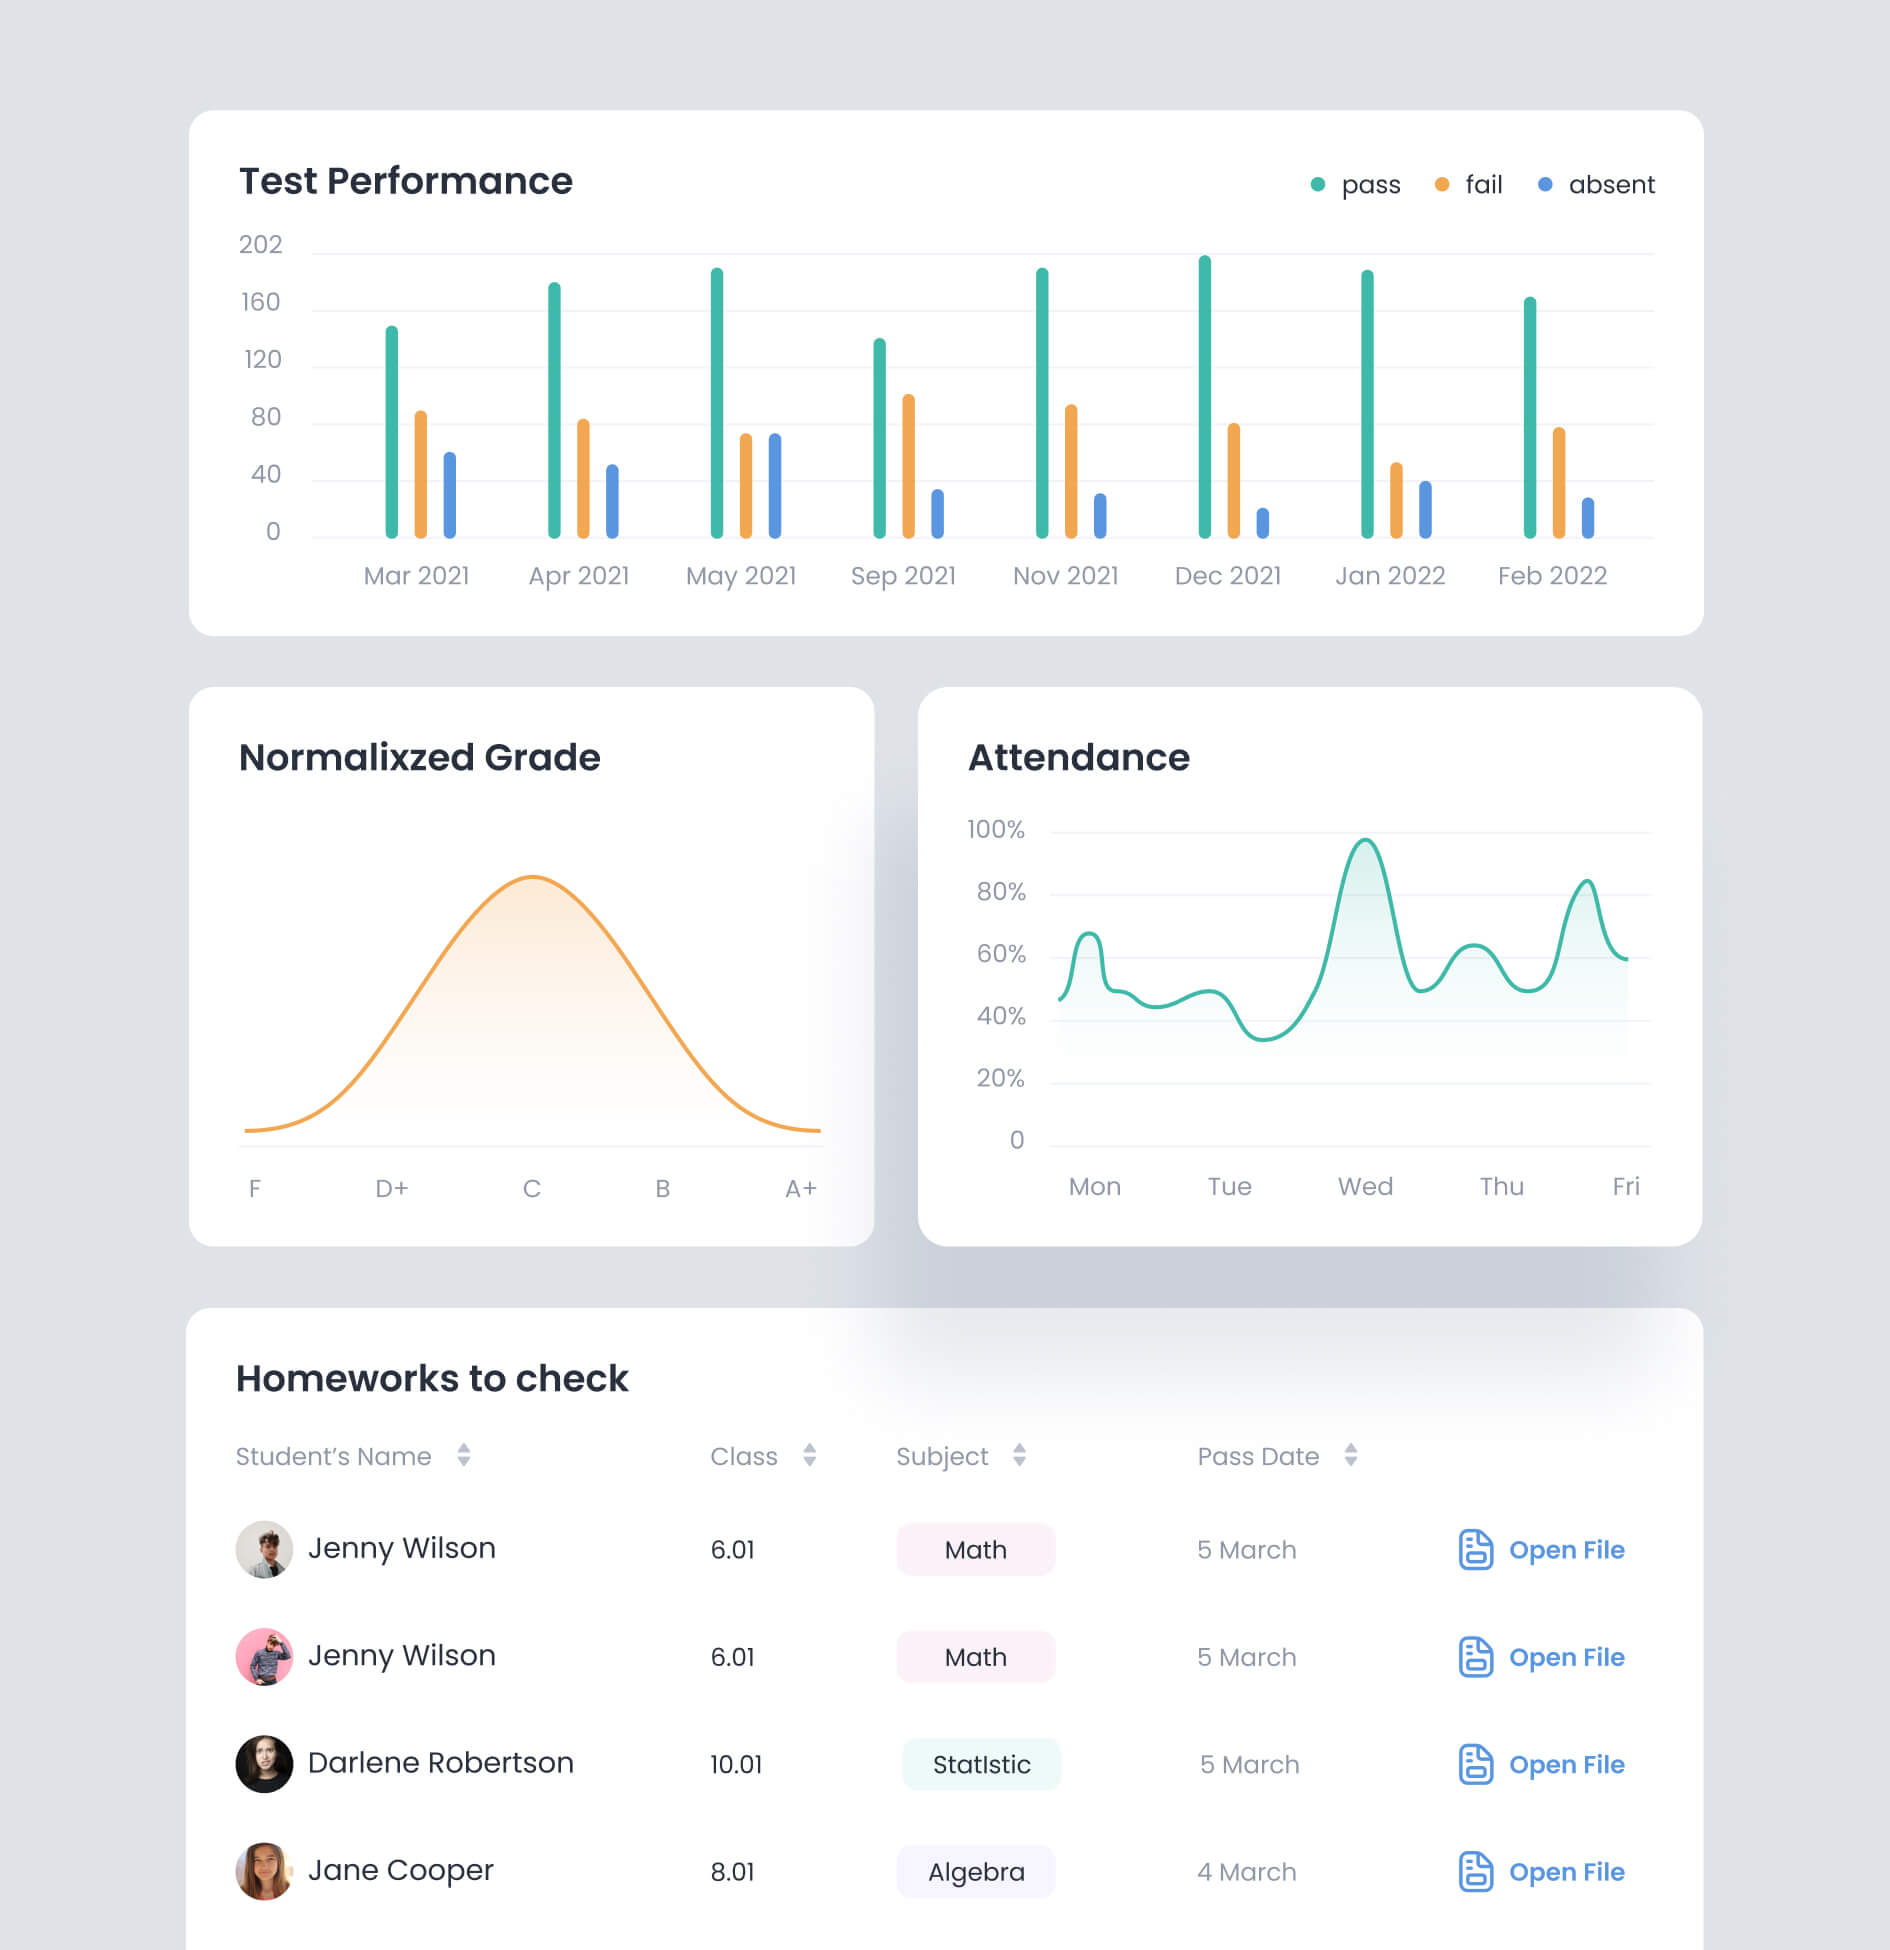 Test Performance
pass fail absent
202
160
120
80
40
0
Mar 2021 Apr 2021 May 2021 Sep 2021 Nov 2021 Dec 2021 Jan 2022 Feb 2022
Normalixzed Grade
F D+ C B A+
Attendance
100%
80%
60%
40%
20%
0
Mon Tue Wed Thu Fri
Homeworks to check
Student’s Name Class Subject Pass Date
Jenny Wilson 6.01 Math 5 March Open File
Jenny Wilson 6.01 Math 5 March Open File
Darlene Robertson 10.01 StatIstic 5 March Open File
Jane Cooper 8.01 Algebra 4 March Open File